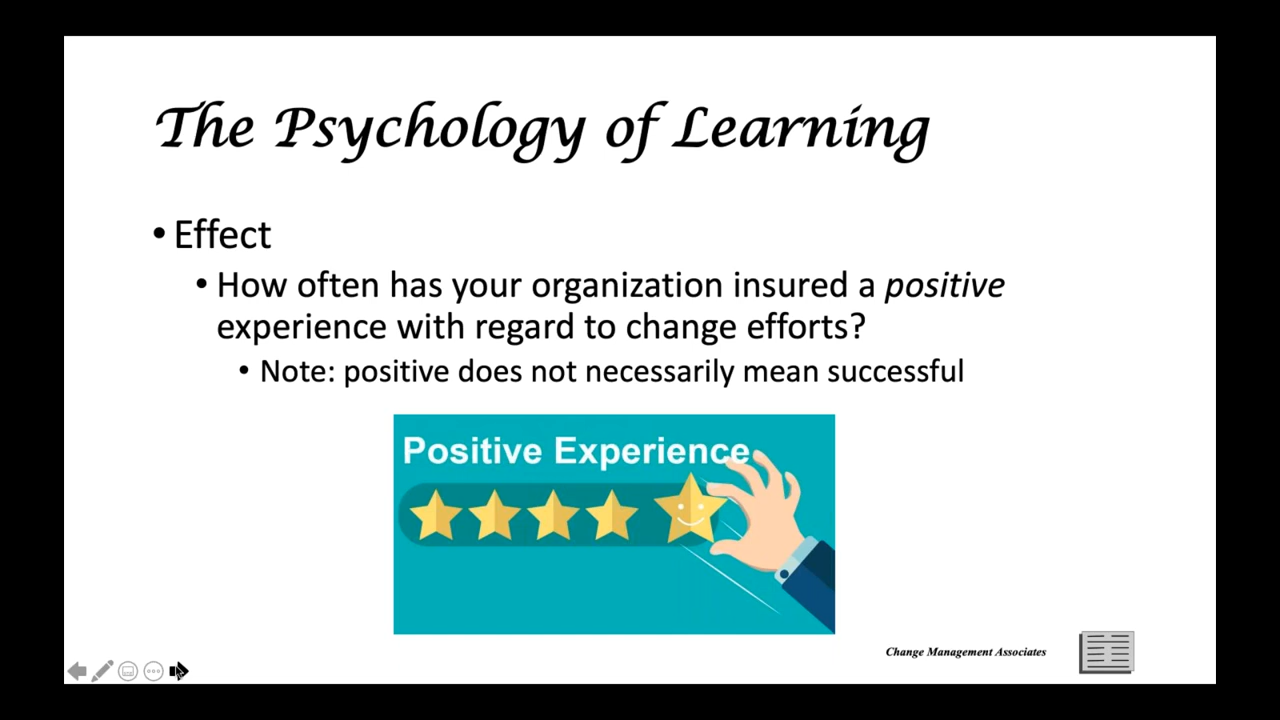 The Psychology of Learning
• Effect
• How often has your organization insured a positive
experience with regard to change efforts?
• Note: positive does not necessarily mean successful
Positive Experience
Change Management Associates